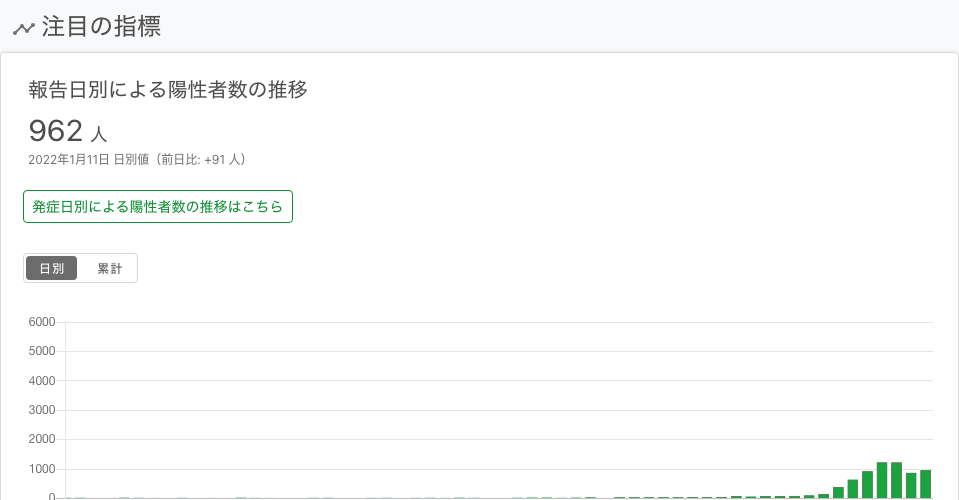 注目の指標
報告日別による陽性者数の推移
962 人
2022年1月11日 日別値（前日比: +91 人）
発症日別による陽性者数の推移はこちら
日別 累計
6000
5000
4000
3000
2000
1000
0